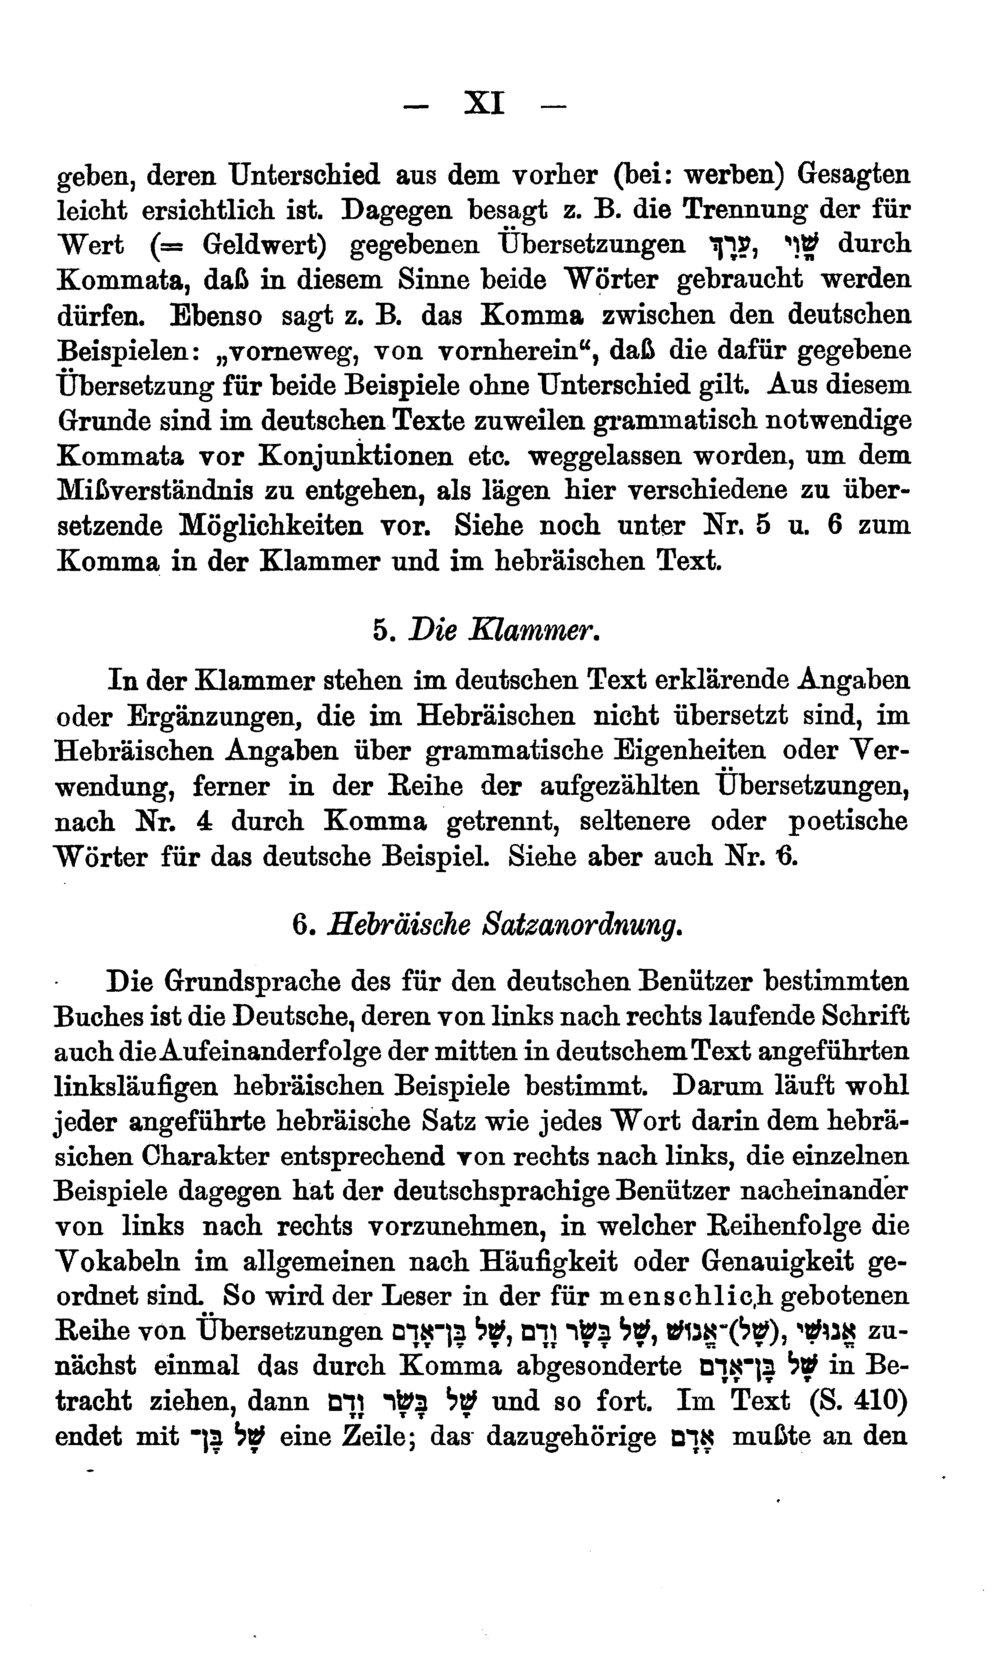 — XI —
geben, deren Unterschied aus dem vorher (bei: werben) Gesagten
leicht ersichtlich ist. Dagegen besagt z. B. die Trennung der für
Wert (= Geldwert) gegebenen Übersetzungen עֵרֶךְ, שֳׁוִי durch
Kommata, daß in diesem Sinne beide Wörter gebraucht werden
dürfen. Ebenso sagt z. B. das Komma zwischen den deutschen
Beispielen: „vorneweg, von vornherein“, daß die dafür gegebene
Übersetzung für beide Beispiele ohne Unterschied gilt. Aus diesem
Grunde sind im deutschen Texte zuweilen grammatisch notwendige
Kommata vor Konjunktionen etc. weggelassen worden, um dem
Mißverständnis zu entgehen, als lägen hier verschiedene zu über-
setzende Möglichkeiten vor. Siehe noch unter Nr. 5 u. 6 zum
Komma in der Klammer und im hebräischen Text.
5. Die Klammer.
In der Klammer stehen im deutschen Text erklärende Angaben
oder Ergänzungen, die im Hebräischen nicht übersetzt sind, im
Hebräischen Angaben über grammatische Eigenheiten oder Ver-
wendung, ferner in der Reihe der aufgezählten Übersetzungen,
nach Nr. 4 durch Komma getrennt, seltenere oder poetische
Wörter für das deutsche Beispiel. Siehe aber auch Nr. 6.
6. Hebräische Satzanordnung.
Die Grundsprache des für den deutschen Benützer bestimmten
Buches ist die Deutsche, deren von links nach rechts laufende Schrift
auch die Aufeinanderfolge der mitten in deutschem Text angeführten
linksläufigen hebräischen Beispiele bestimmt. Darum läuft wohl
jeder angeführte hebräische Satz wie jedes Wort darin dem hebrä-
sichen Charakter entsprechend von rechts nach links, die einzelnen
Beispiele dagegen hat der deutschsprachige Benützer nacheinander
von links nach rechts vorzunehmen, in welcher Reihenfolge die
Vokabeln im allgemeinen nach Häufigkeit oder Genauigkeit ge-
ordnet sind. So wird der Leser in der für menschlich gebotenen
Reihe von Übersetzungen שֶׁל בֶּן־אָדָם, שֶׁל בָּשָׂר וָדָם, (שֶׁל)־אֱנוֹשׁ, אֱנוּשִׁי zu-
nächst einmal das durch Komma abgesonderte שֶׁל בֶּן־אָדָם in Be-
tracht ziehen, dann שֶׁל בָּשָׂר וָדָם und so fort. Im Text (S. 410)
endet mit שֶׁל בֶּן־ eine Zeile; das dazugehörige אָדָם mußte an den